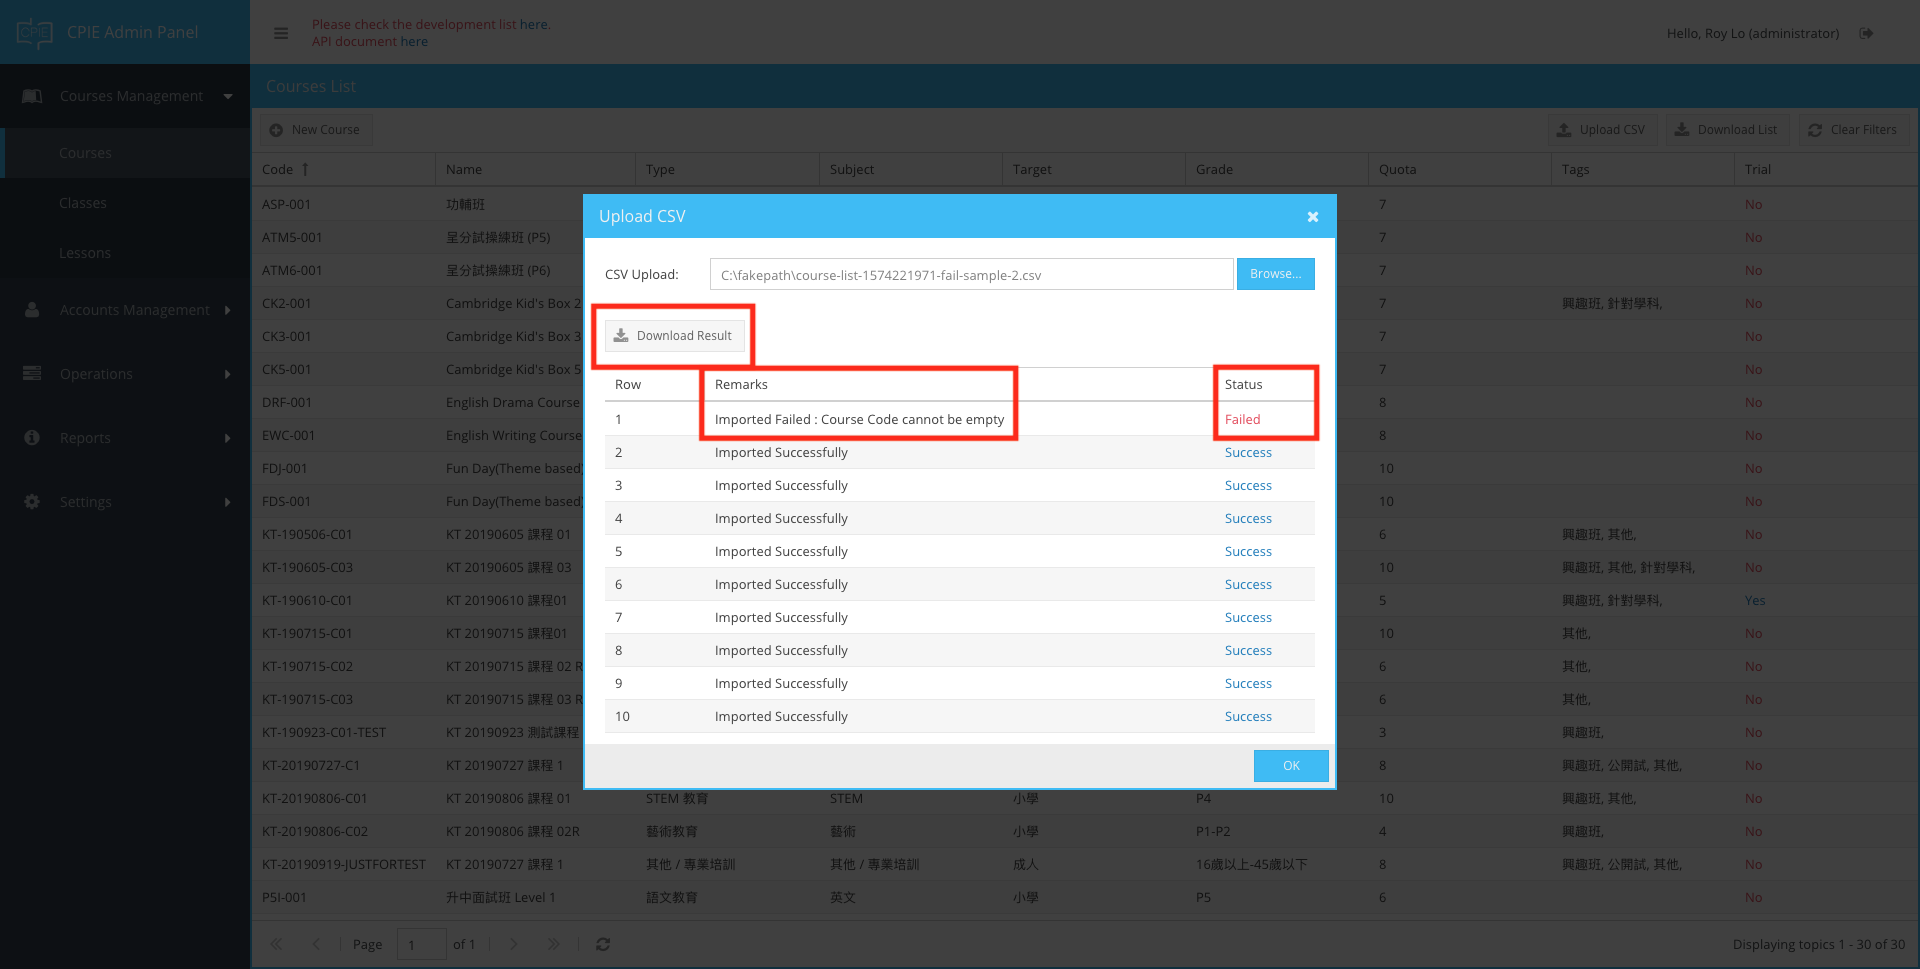 CPIE CPIE Admin Panel
Please check the development list here.
API document here
Hello, Roy Lo (administrator)
Courses Management
Courses
Classes
Lessons
Accounts Management
Operations
Reports
Settings
Courses List
New Course Upload CSV Download List Clear Filters
Code Name Type Subject Target Grade Quota Tags Trial
ASP-001 功輔班 7 No
ATM5-001 呈分試操練班 (P5) 7 No
ATM6-001 呈分試操練班 (P6) 7 No
CK2-001 Cambridge Kid's Box 2 7 興趣班, 針對學科, No
CK3-001 Cambridge Kid's Box 3 7 No
CK5-001 Cambridge Kid's Box 5 7 No
DRF-001 English Drama Course 8 No
EWC-001 English Writing Course 8 No
FDJ-001 Fun Day(Theme based) 10 No
FDS-001 Fun Day(Theme based) 10 No
KT-190506-C01 KT 20190605 課程 01 6 興趣班, 其他, No
KT-190605-C03 KT 20190605 課程 03 10 興趣班, 其他, 針對學科, No
KT-190610-C01 KT 20190610 課程01 5 興趣班, 針對學科, Yes
KT-190715-C01 KT 20190715 課程01 10 其他, No
KT-190715-C02 KT 20190715 課程 02 R 6 其他, No
KT-190715-C03 KT 20190715 課程 03 R 6 其他, No
KT-190923-C01-TEST KT 20190923 測試課程 3 興趣班, No
KT-20190727-C1 KT 20190727 課程 1 8 興趣班, 公開試, 其他, No
KT-20190806-C01 KT 20190806 課程 01 STEM 教育 STEM 小學 P4 10 興趣班, 其他, No
KT-20190806-C02 KT 20190806 課程 02R 藝術教育 藝術 小學 P1-P2 4 興趣班, No
KT-20190919-JUSTFORTEST KT 20190727 課程 1 其他 / 專業培訓 其他 / 專業培訓 成人 16歲以上-45歲以下 8 興趣班, 公開試, 其他, No
PSI-001 升中面試班 Level 1 語文教育 英文 小學 P5 6 No
Page 1 of 1 Displaying topics 1 - 30 of 30
Upload CSV
CSV Upload: C:\fakepath\course-list-1574221971-fail-sample-2.csv Browse...
Download Result
Row Remarks Status
1 Imported Failed : Course Code cannot be empty Failed
2 Imported Successfully Success
3 Imported Successfully Success
4 Imported Successfully Success
5 Imported Successfully Success
6 Imported Successfully Success
7 Imported Successfully Success
8 Imported Successfully Success
9 Imported Successfully Success
10 Imported Successfully Success
OK